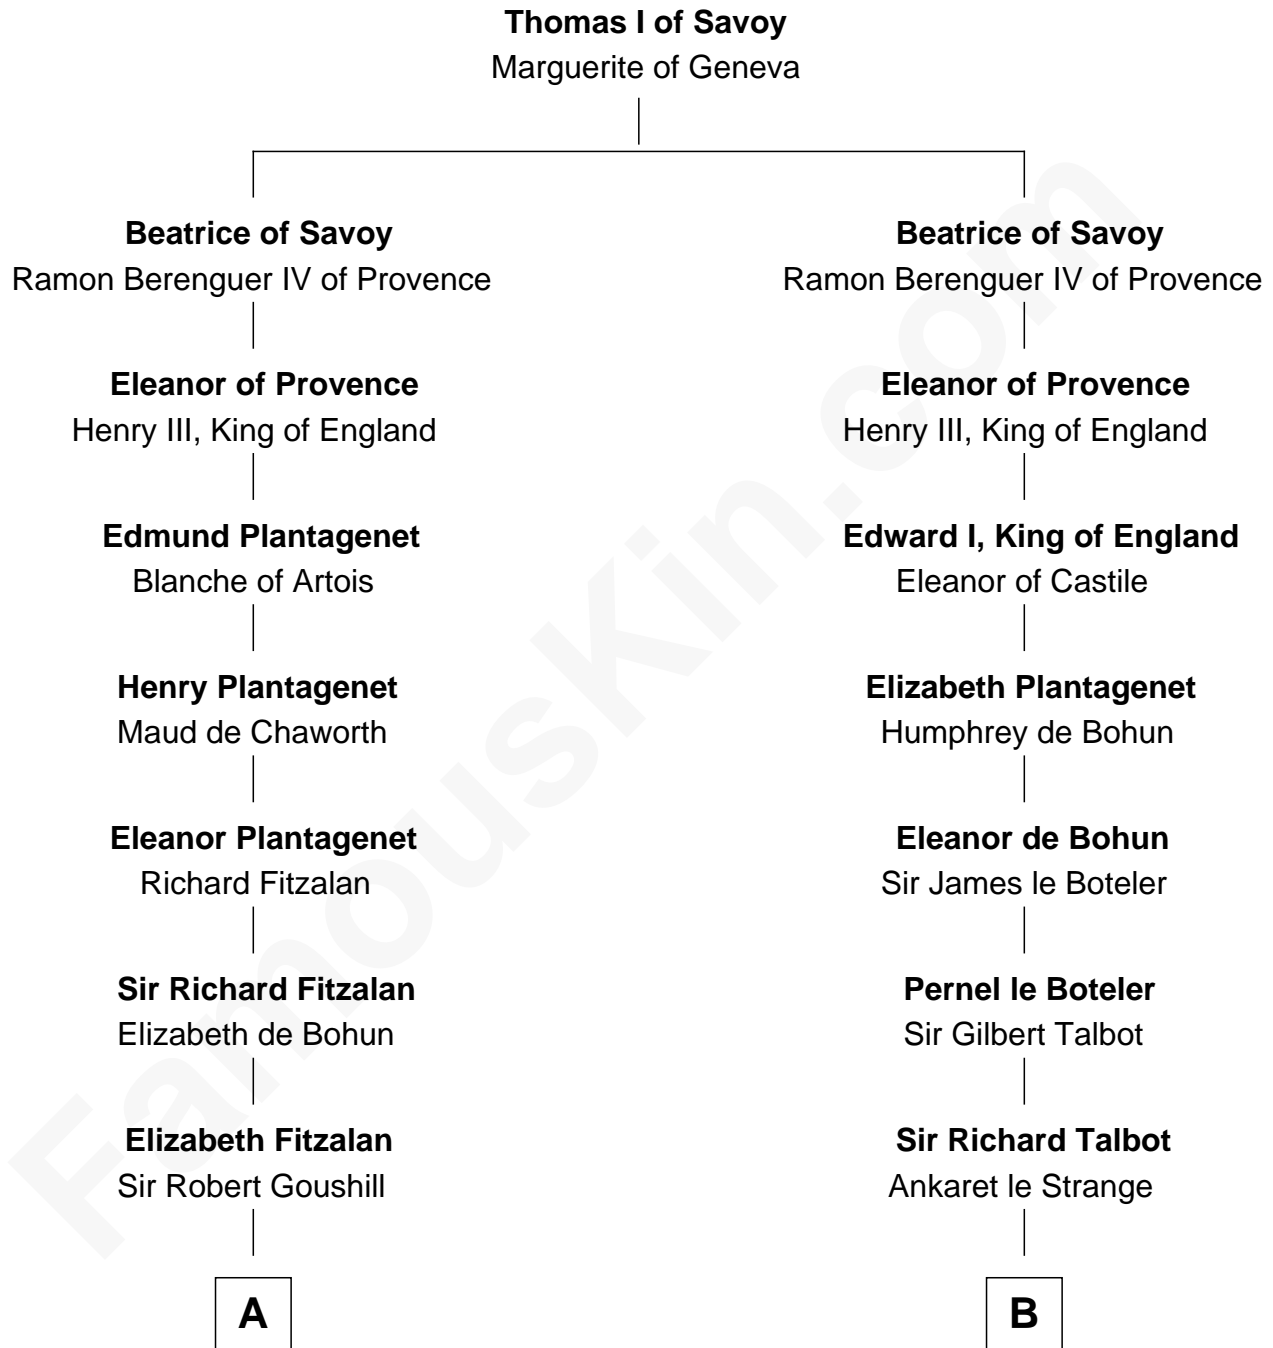 Thomas I of Savoy
Marguerite of Geneva
Beatrice of Savoy
Ramon Berenguer IV of Provence
Eleanor of Provence
Henry III, King of England
Edmund Plantagenet
Blanche of Artois
Henry Plantagenet
Maud de Chaworth
Eleanor Plantagenet
Richard Fitzalan
Sir Richard Fitzalan
Elizabeth de Bohun
Elizabeth Fitzalan
Sir Robert Goushill
A
Beatrice of Savoy
Ramon Berenguer IV of Provence
Eleanor of Provence
Henry III, King of England
Edward I, King of England
Eleanor of Castile
Elizabeth Plantagenet
Humphrey de Bohun
Eleanor de Bohun
Sir James le Boteler
Pernel le Boteler
Sir Gilbert Talbot
Sir Richard Talbot
Ankaret le Strange
B
FamousKin.com